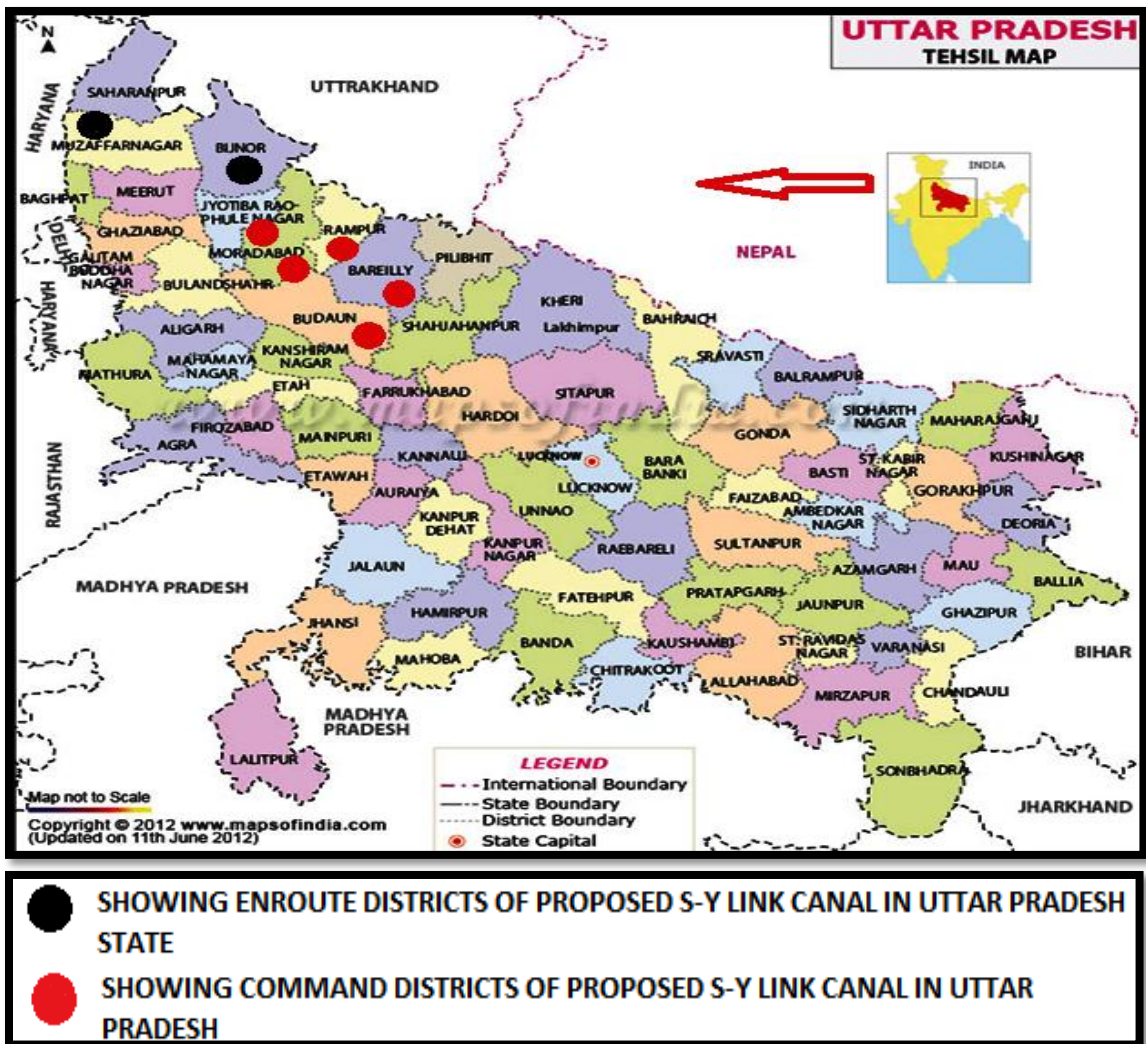 UTTAR PRADESH
TEHSIL MAP
N
UTTRAKHAND
HARYANA
SAHARANPUR
MUZAFFARNAGAR
BIJNOR
INDIA
BAGHPAT
MEERUT
JYOTIBA RAO-
PHULE NAGAR
GHAZIABAD
DELHI
RAMPUR
MORADABAD
GAUTAM
BUDDHA
NAGAR
BULANDSHAHR
BAREILLY
PILIBHIT
NEPAL
HARYANA
BUDAUN
KHERI
Lakhimpur
BAHRAICH
ALIGARH
SHAHJAHANPUR
SRAVASTI
MATHURA
MAHAMAYA
NAGAR
KANSHIRAM
NAGAR
BALRAMPUR
ETAH
FARRUKHABAD
SITAPUR
www.mapsofindia.com
HARDOI
SIDHARTH
NAGAR
MAHARAJGANJ
AGRA
FIROZABAD
MAINPURI
GONDA
RAJASTHAN
KANNAUJ
LUCKNOW
LUCKNOW
BARA
BANKI
BASTI
ST.KABIR
NAGAR
KUSHINAGAR
ETAWAH
AURAIYA
UNNAO
FAIZABAD
AMBEDKAR
NAGAR
GORAKHPUR
DEORIA
KANPUR
DEHAT
KANPUR
NAGAR
RAEBARELI
SULTANPUR
JALAUN
AZAMGARH
MAU
BALLIA
MADHYA PRADESH
FATEHPUR
PRATAPGARH
JAUNPUR
GHAZIPUR
JHANSI
HAMIRPUR
BANDA
KAUSHAMBI
ST. RAVIDAS
NAGAR
VARANASI
BIHAR
MAHOBA
CHITRAKOOT
ALLAHABAD
MIRZAPUR
CHANDAULI
MADHYA
PRADESH
LALITPUR
SONBHADRA
JHARKHAND
LEGEND
International Boundary
State Boundary
District Boundary
State Capital
Map not to Scale
Copyright © 2012 www.mapsofindia.com
(Updated on 11th June 2012)
SHOWING ENROUTE DISTRICTS OF PROPOSED S-Y LINK CANAL IN UTTAR PRADESH
STATE
SHOWING COMMAND DISTRICTS OF PROPOSED S-Y LINK CANAL IN UTTAR
PRADESH